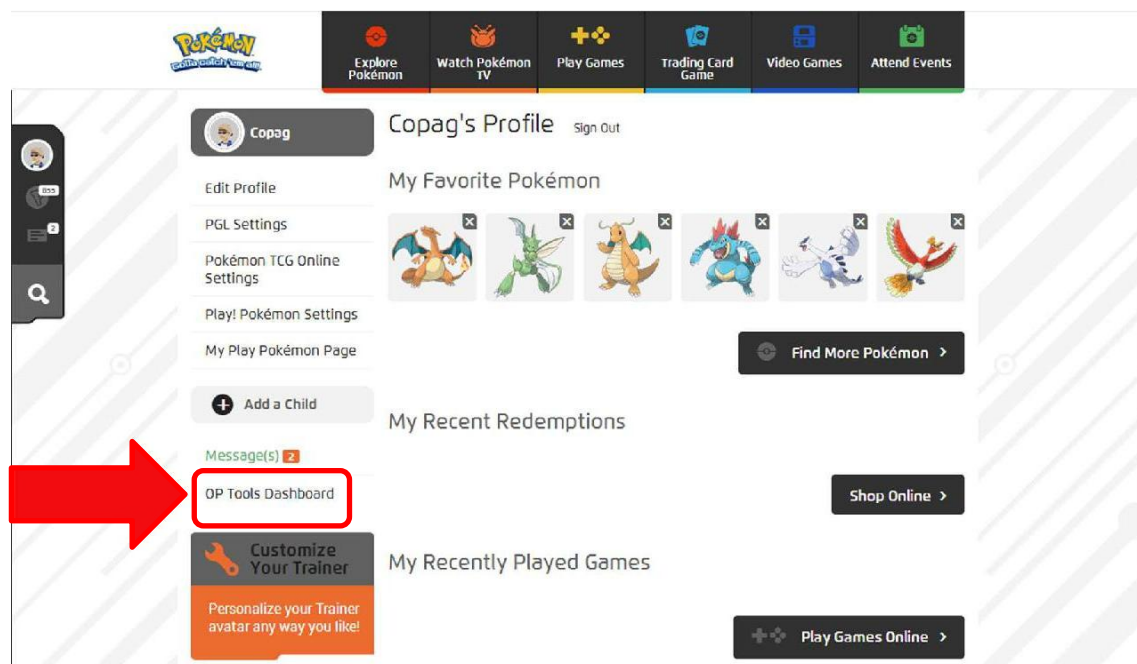 POKÉMON
Gotta catch 'em all!
Explore
Pokémon
Watch Pokémon
TV
Play Games
Trading Card
Game
Video Games
Attend Events
Copag
Copag's Profile
Sign Out
855
2
Edit Profile
PGL Settings
Pokémon TCG Online
Settings
Play! Pokémon Settings
My Play Pokémon Page
Add a Child
Message(s) 2
OP Tools Dashboard
Customize
Your Trainer
Personalize your Trainer
avatar any way you like!
My Favorite Pokémon
Find More Pokémon >
My Recent Redemptions
Shop Online >
My Recently Played Games
Play Games Online >